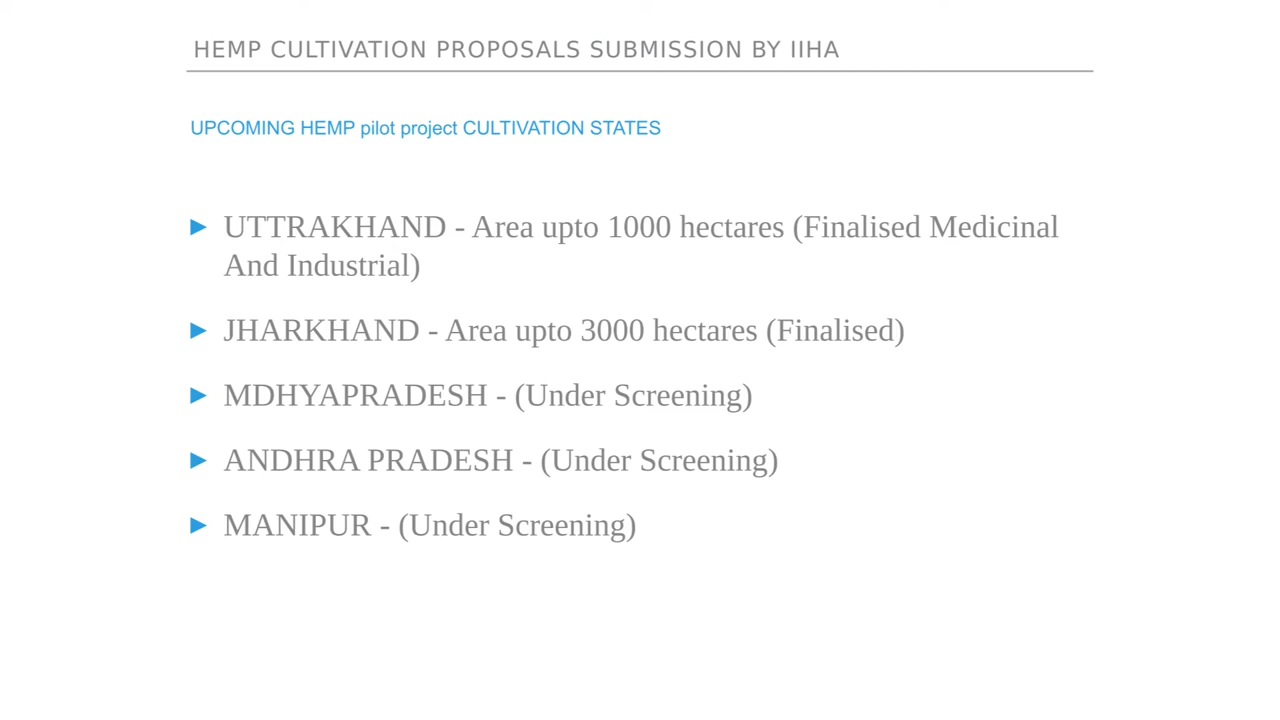 HEMP CULTIVATION PROPOSALS SUBMISSION BY IIHA
UPCOMING HEMP pilot project CULTIVATION STATES
► UTTRAKHAND - Area upto 1000 hectares (Finalised Medicinal
And Industrial)
► JHARKHAND - Area upto 3000 hectares (Finalised)
► MDHYAPRADESH - (Under Screening)
► ANDHRA PRADESH - (Under Screening)
► MANIPUR - (Under Screening)